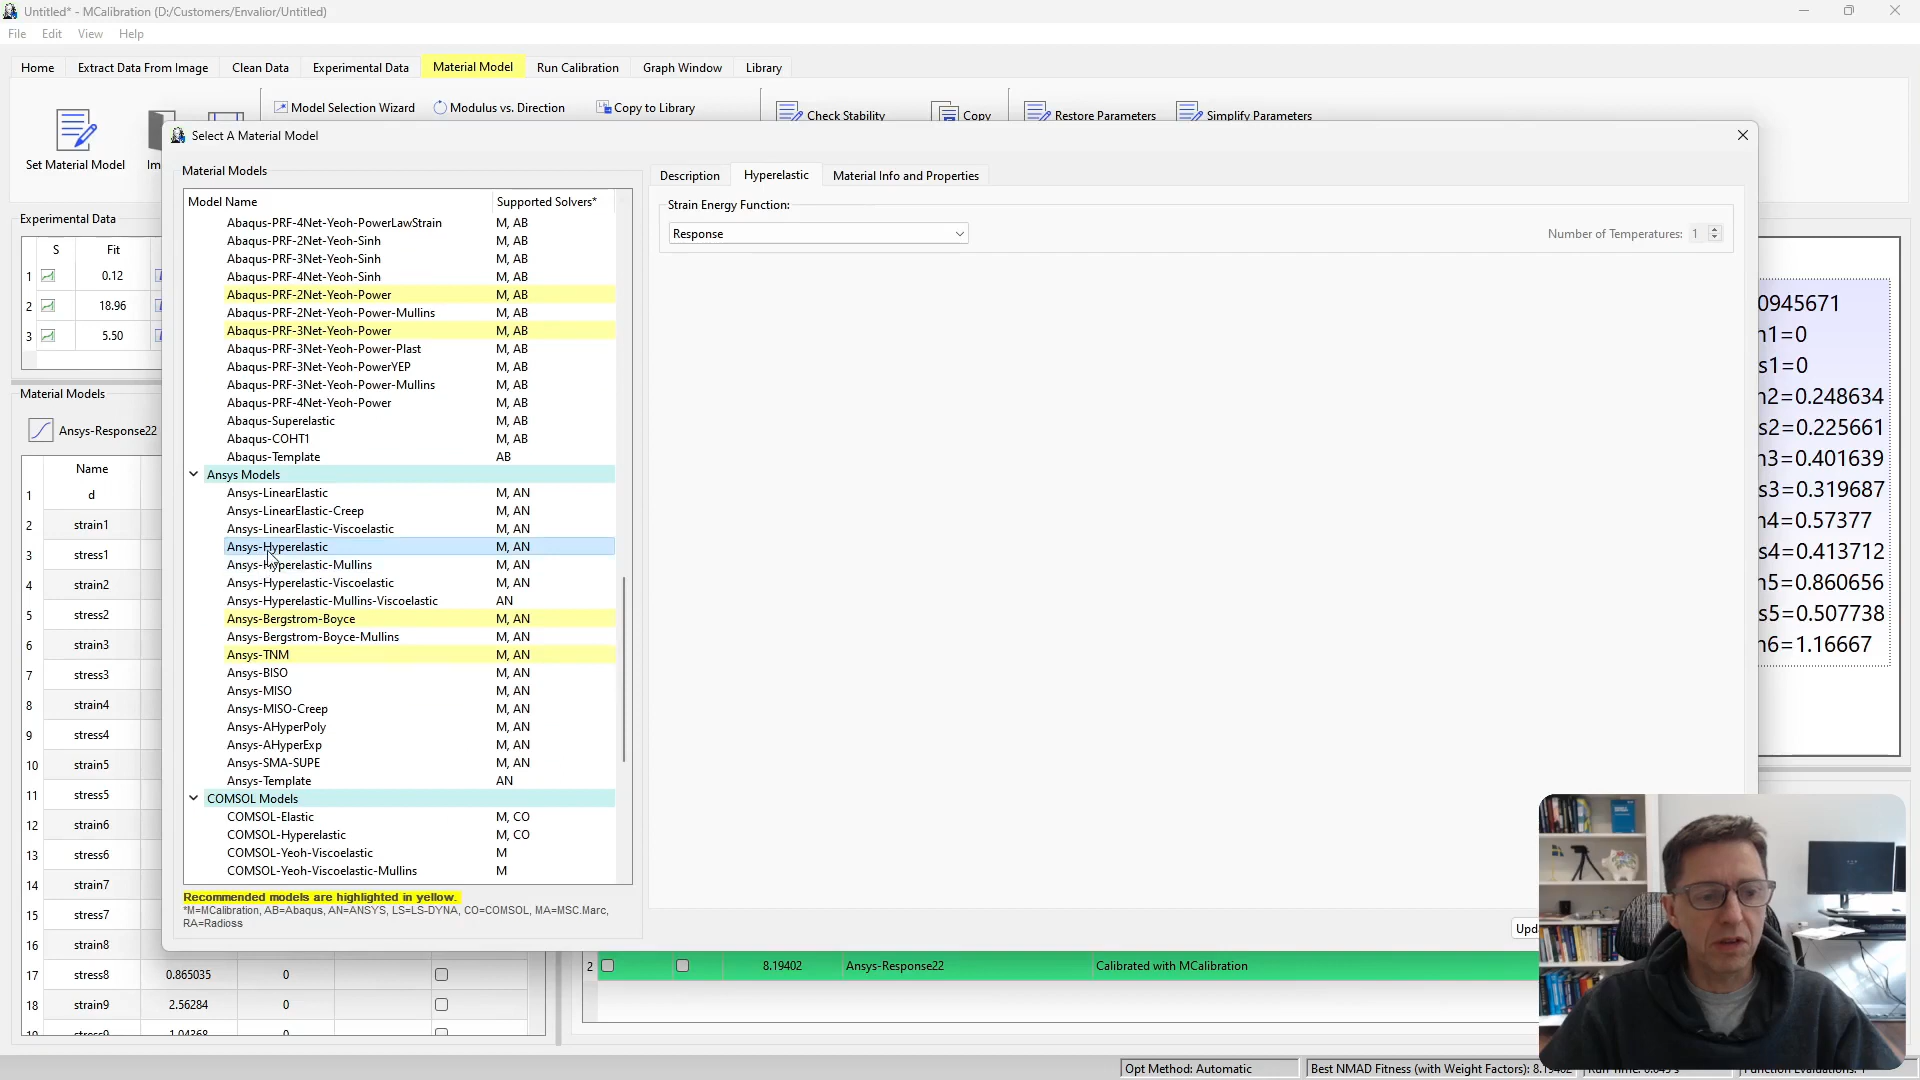 Untitled* - MCalibration (D:/Customers/Envalior/Untitled)
File Edit View Help
Home Extract Data From Image Clean Data Experimental Data Material Model Run Calibration Graph Window Library
Model Selection Wizard Modulus vs. Direction Copy to Library Check Stability Copy Restore Parameters Simplify Parameters
Set Material Model
Select A Material Model
Material Models
Description Hyperelastic Material Info and Properties
Model Name Supported Solvers*
Strain Energy Function:
Response Number of Temperatures: 1
Abaqus-PRF-4Net-Yeoh-PowerLawStrain M, AB
Abaqus-PRF-2Net-Yeoh-Sinh M, AB
Abaqus-PRF-3Net-Yeoh-Sinh M, AB
Abaqus-PRF-4Net-Yeoh-Sinh M, AB
Abaqus-PRF-2Net-Yeoh-Power M, AB
Abaqus-PRF-2Net-Yeoh-Power-Mullins M, AB
Abaqus-PRF-3Net-Yeoh-Power M, AB
Abaqus-PRF-3Net-Yeoh-Power-Plast M, AB
Abaqus-PRF-3Net-Yeoh-PowerYEP M, AB
Abaqus-PRF-3Net-Yeoh-Power-Mullins M, AB
Abaqus-PRF-4Net-Yeoh-Power M, AB
Abaqus-Superelastic M, AB
Abaqus-COHT1 M, AB
Abaqus-Template AB
Ansys Models
Ansys-LinearElastic M, AN
Ansys-LinearElastic-Creep M, AN
Ansys-LinearElastic-Viscoelastic M, AN
Ansys-Hyperelastic M, AN
Ansys-Hyperelastic-Mullins M, AN
Ansys-Hyperelastic-Viscoelastic M, AN
Ansys-Hyperelastic-Mullins-Viscoelastic AN
Ansys-Bergstrom-Boyce M, AN
Ansys-Bergstrom-Boyce-Mullins M, AN
Ansys-TNM M, AN
Ansys-BISO M, AN
Ansys-MISO M, AN
Ansys-MISO-Creep M, AN
Ansys-AHyperPoly M, AN
Ansys-AHyperExp M, AN
Ansys-SMA-SUPE M, AN
Ansys-Template AN
COMSOL Models
COMSOL-Elastic M, CO
COMSOL-Hyperelastic M, CO
COMSOL-Yeoh-Viscoelastic M
COMSOL-Yeoh-Viscoelastic-Mullins M
Recommended models are highlighted in yellow.
*M=MCalibration, AB=Abaqus, AN=ANSYS, LS=LS-DYNA, CO=COMSOL, MA=MSC.Marc,
RA=Radioss
Experimental Data
S Fit
1 0.12
2 18.96
3 5.50
Material Models
Ansys-Response22
Name
1 d
2 strain1
3 stress1
4 strain2
5 stress2
6 strain3
7 stress3
8 strain4
9 stress4
10 strain5
11 stress5
12 strain6
13 stress6
14 strain7
15 stress7
16 strain8
17 stress8 0.865035 0
18 strain9 2.56284 0
19 stress9 1.04368 0
0945671
n1=0
s1=0
n2=0.248634
s2=0.225661
n3=0.401639
s3=0.319687
n4=0.57377
s4=0.413712
n5=0.860656
s5=0.507738
n6=1.16667
2 8.19402 Ansys-Response22 Calibrated with MCalibration
Opt Method: Automatic Best NMAD Fitness (with Weight Factors): 8.19402